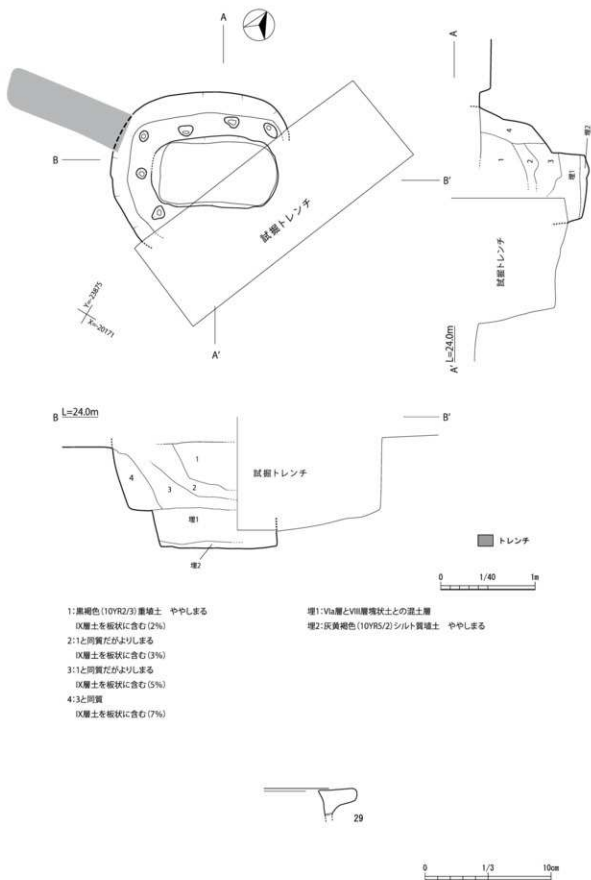 A
A
B
B'
試掘トレンチ
Y=-23875
X=-20171
A'
4
1
2
3
埋1
埋2
試掘トレンチ
A' L=24.0m
B L=24.0m
B'
1
2
3
4
埋1
埋2
試掘トレンチ
トレンチ
0 1/40 1m
1:黒褐色(10YR2/3)重埴土 ややしまる
IX層土を板状に含む(2%)
2:1と同質だがよりしまる
IX層土を板状に含む(3%)
3:1と同質だがよりしまる
IX層土を板状に含む(5%)
4:3と同質
IX層土を板状に含む(7%)
埋1:VIa層とVIII層塊状土との混土層
埋2:灰黄褐色(10YR5/2)シルト質埴土 ややしまる
29
0 1/3 10cm